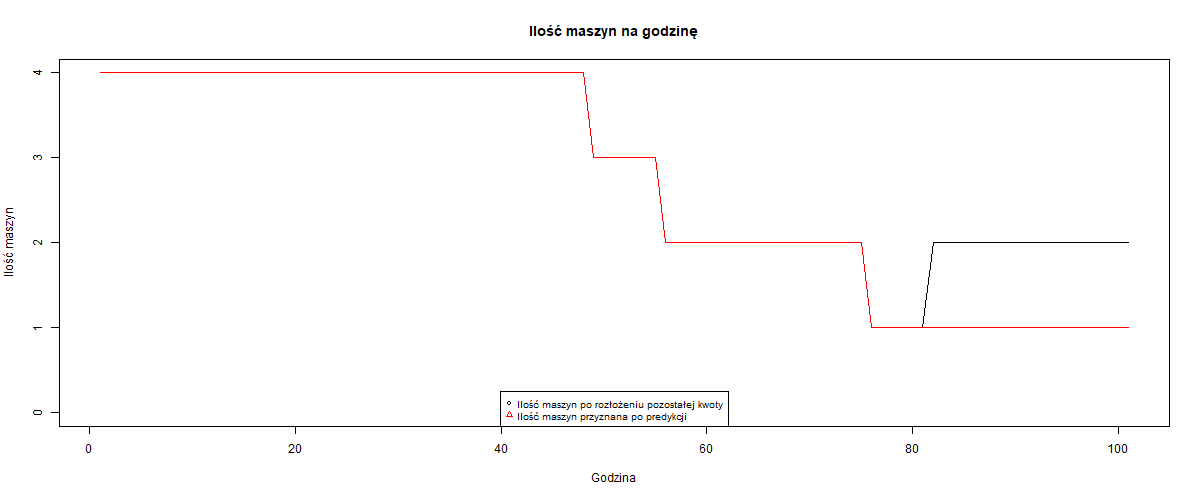 Ilość maszyn na godzinę
Ilość maszyn
4
3
2
1
0
Ilość maszyn po rozłożeniu pozostałej kwoty
Ilość maszyn przyznana po predykcji
0 20 40 60 80 100
Godzina